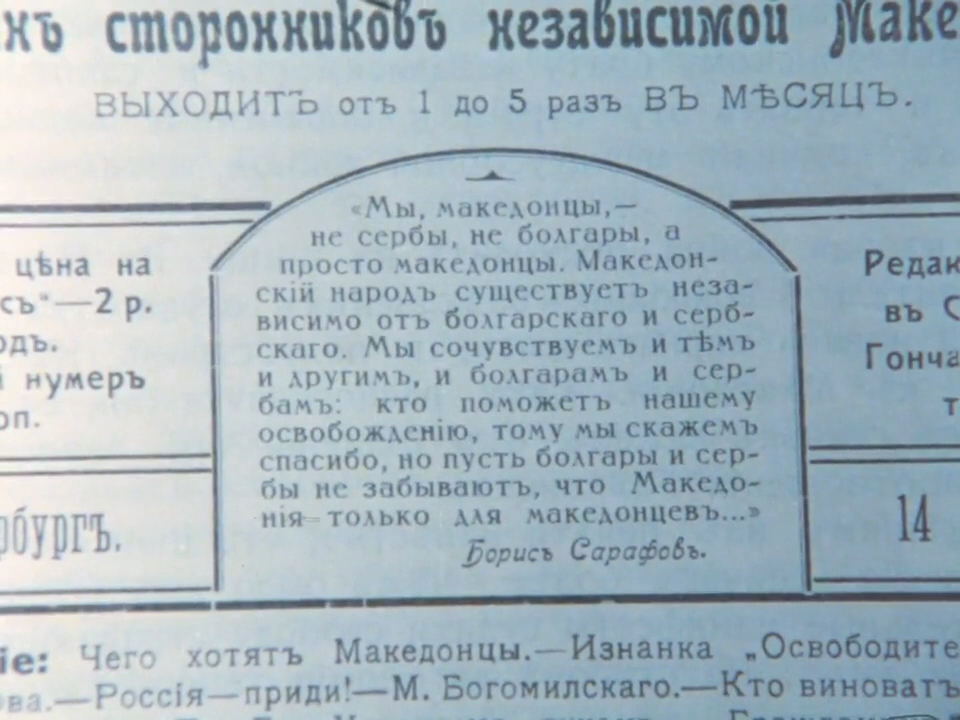 сторонниковъ независимой
ВЫХОДИТЪ отъ 1 до 5 разъ ВЪ МѢСЯЦЪ.
«Мы, македонцы,—
не сербы, не болгары, а
просто македонцы. Македон-
скій народъ существуетъ неза-
висимо отъ болгарскаго и серб-
скаго. Мы сочувствуемъ и тѣмъ
и другимъ, и болгарамъ и сер-
бамъ: кто поможетъ нашему
освобожденію, тому мы скажемъ
спасибо, но пусть болгары и сер-
бы не забываютъ, что Македо-
нія—только для македонцевъ...»
Борисъ Сарафовъ.
цѣна на
—2 р.
нумеръ
въ
14
Чего хотятъ Македонцы.—Изнанка
—Россія—приди!—М. Богомилскаго.—Кто виноватъ